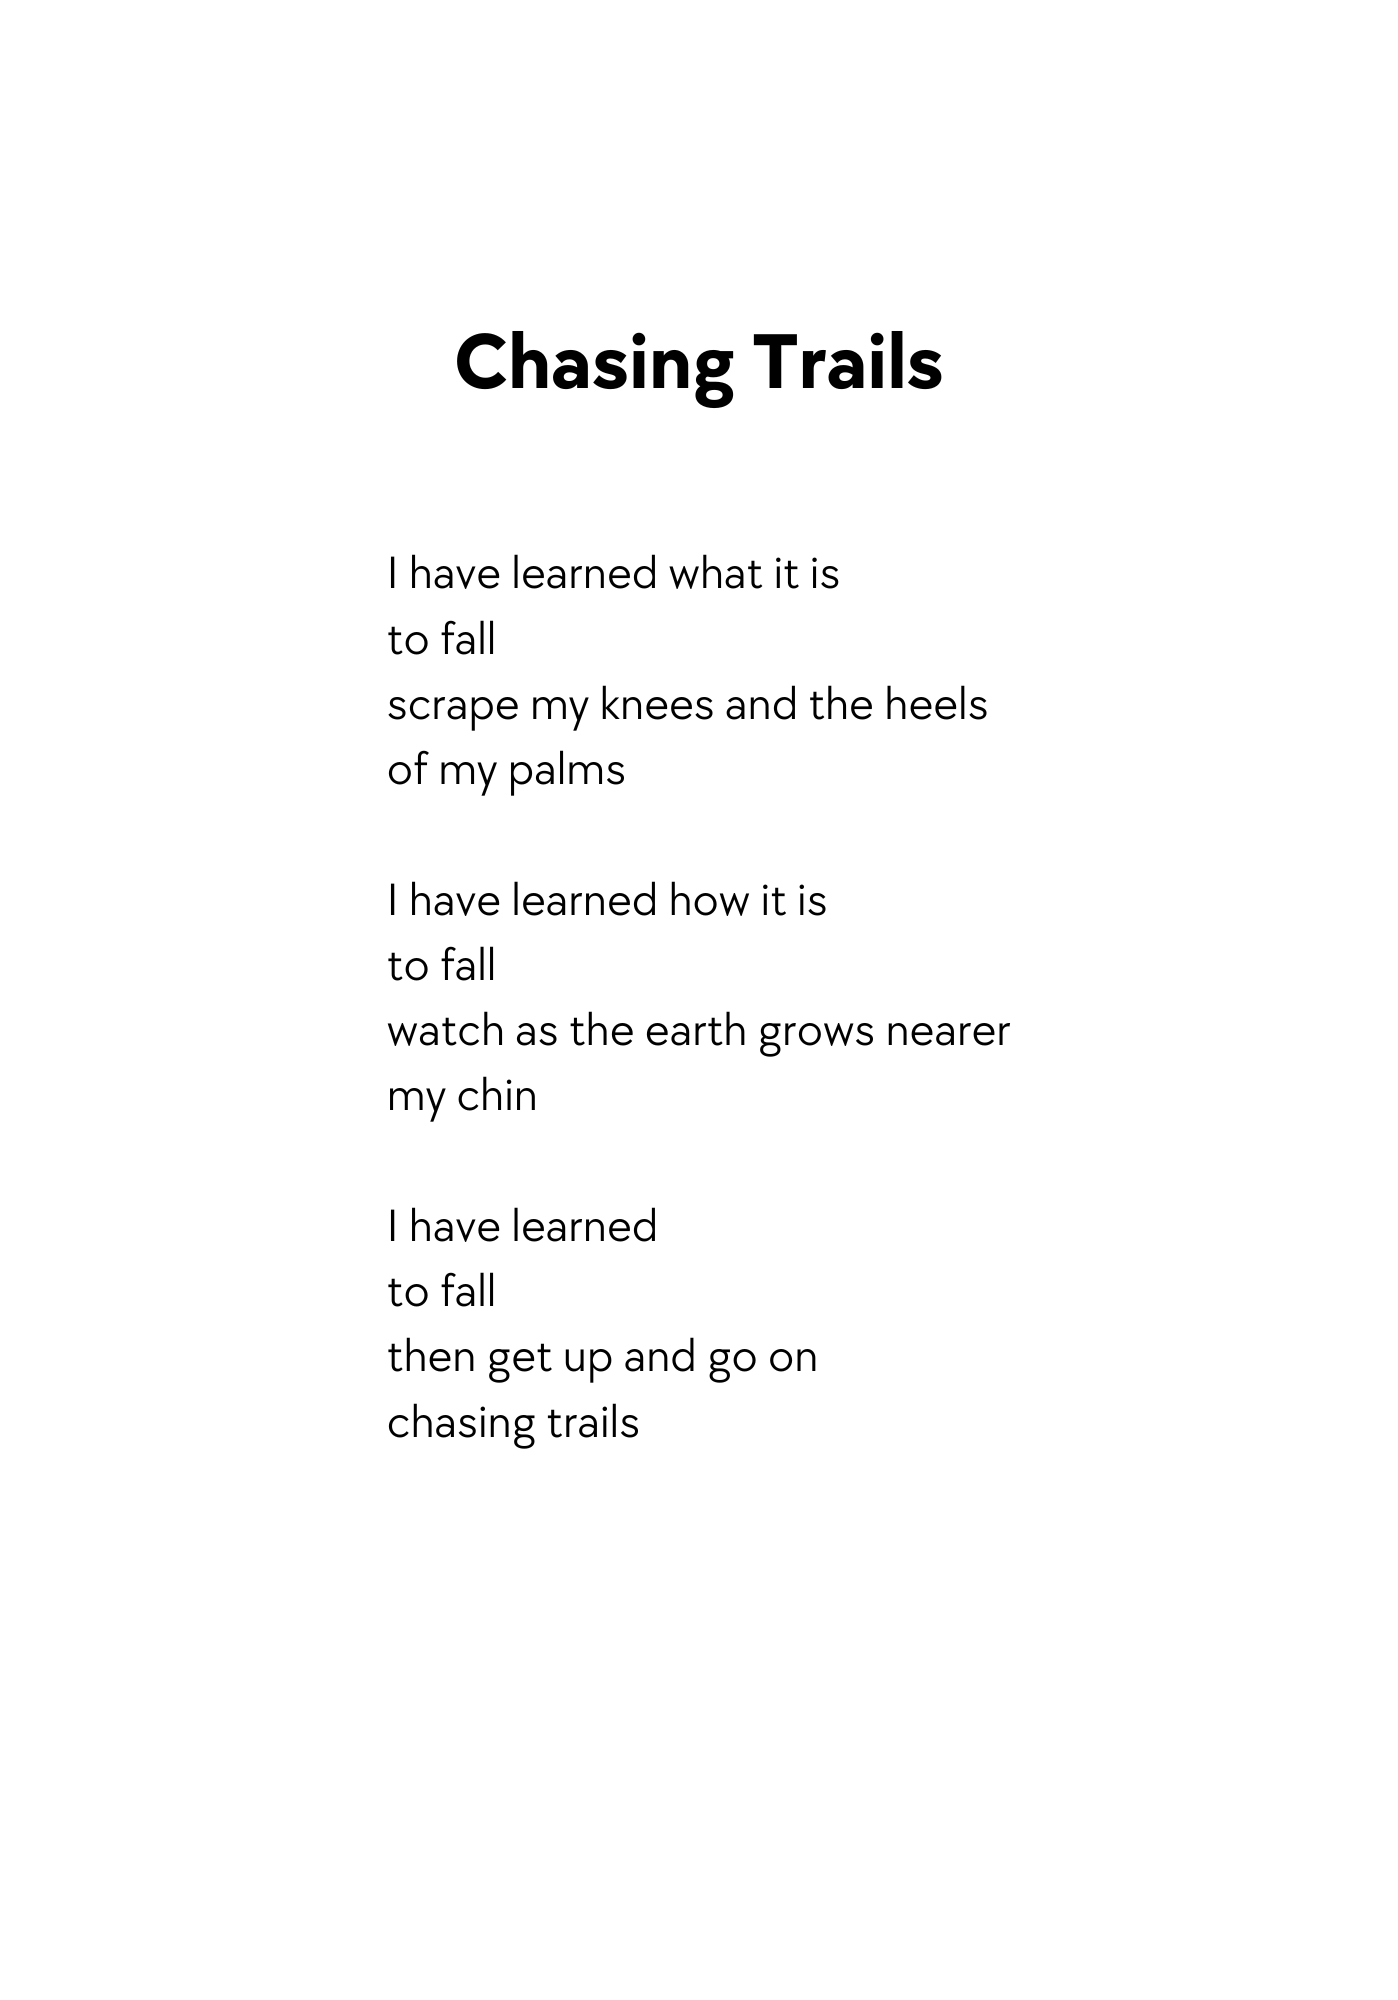 Chasing Trails
I have learned what it is
to fall
scrape my knees and the heels
of my palms
I have learned how it is
to fall
watch as the earth grows nearer
my chin
I have learned
to fall
then get up and go on
chasing trails